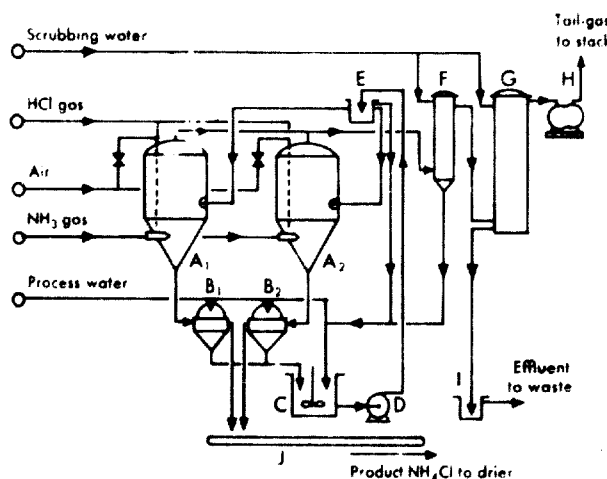 Tail-gas
to stack
Scrubbing water
E
F
G
H
HCl gas
Air
NH3 gas
A1
A2
Process water
B1
B2
C
D
I
Effluent
to waste
J
Product NH4Cl to drier